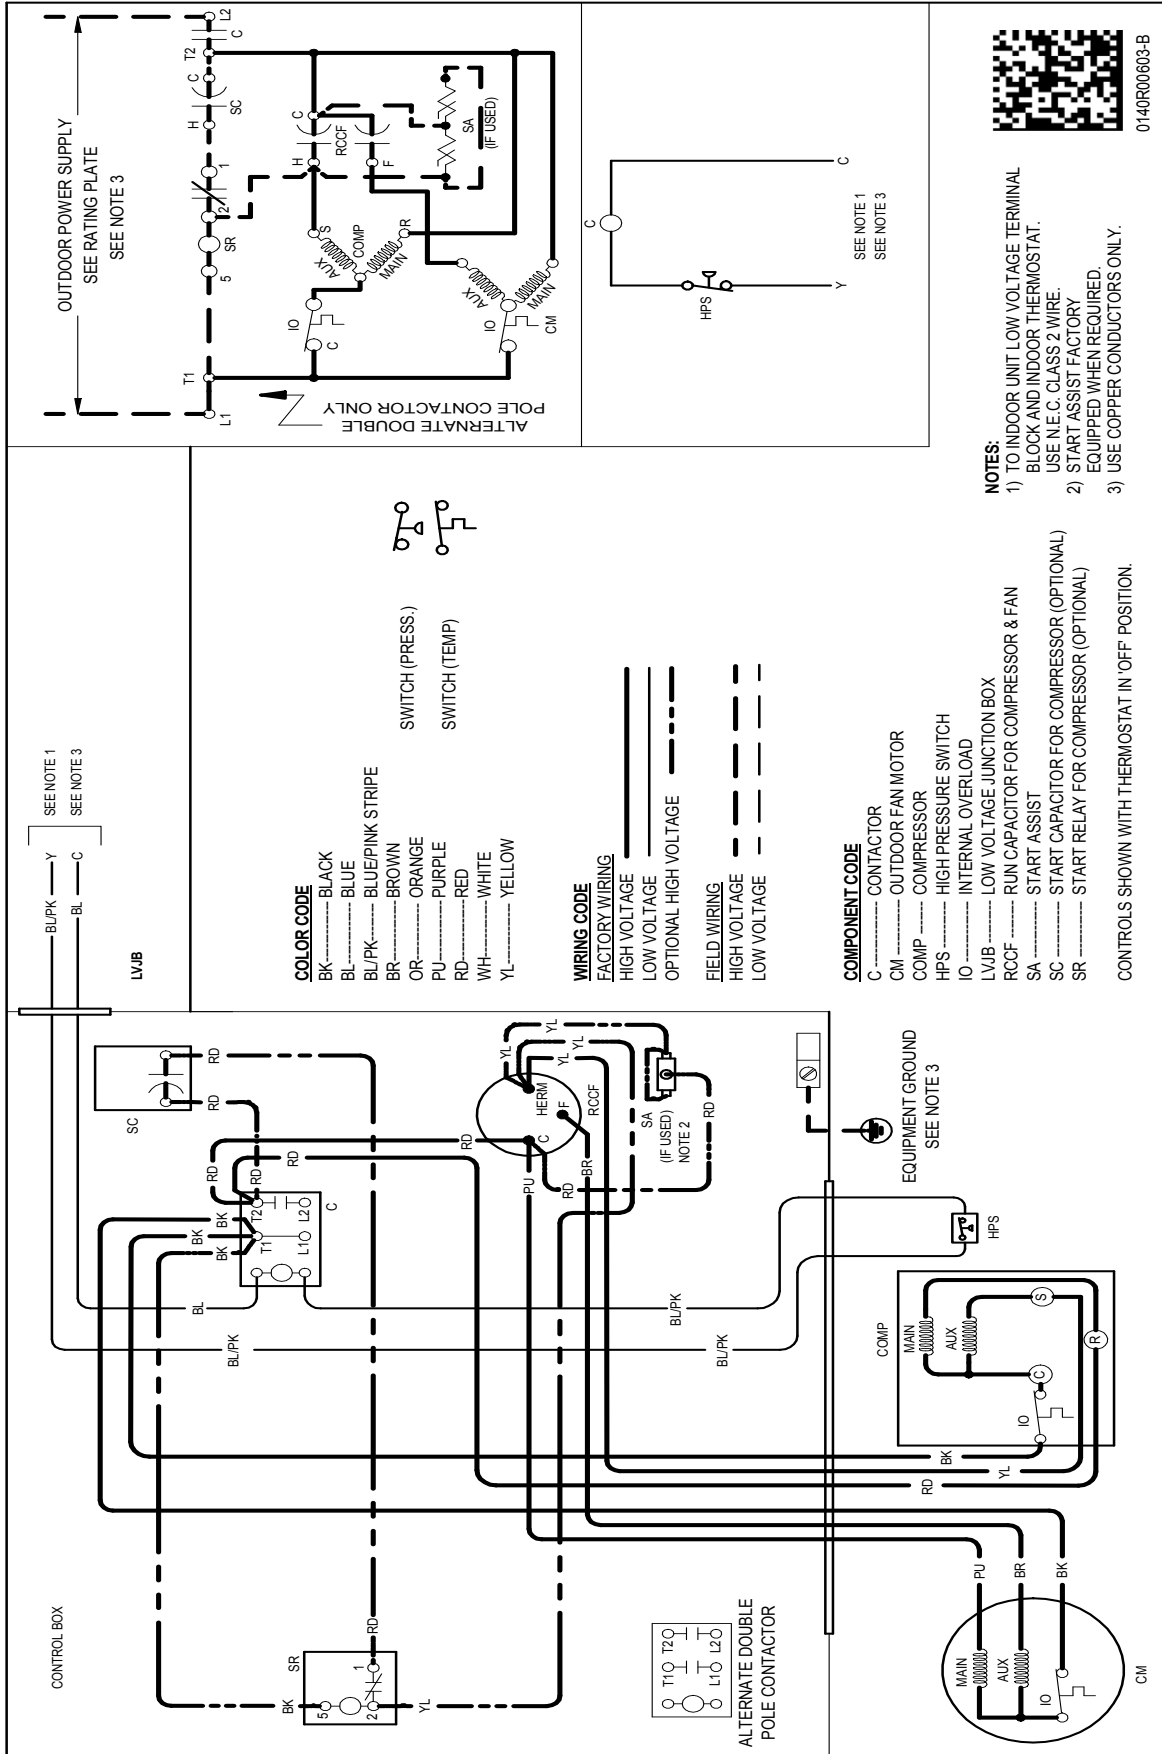 CONTROL BOX
SR
BK
5
2
1
YL
RD
ALTERNATE DOUBLE
POLE CONTACTOR
T1
T2
L1
L2
SC
RD
RD
BL/PK
Y
BL
C
SEE NOTE 1
SEE NOTE 3
LVJB
BK
BK
BK
RD
RD
RD
RD
T1
T2
L1
L2
C
BL
BL/PK
BL/PK
BL/PK
HERM
C
F
RCCF
YL
YL
YL
YL
PU
BR
RD
RD
SA
(IF USED)
NOTE 2
HPS
EQUIPMENT GROUND
SEE NOTE 3
COMP
MAIN
AUX
IO
C
S
R
BK
YL
RD
PU
BR
BK
MAIN
AUX
IO
CM
COLOR CODE
BK---------- BLACK
BL---------- BLUE
BL/PK------- BLUE/PINK STRIPE
BR---------- BROWN
OR---------- ORANGE
PU---------- PURPLE
RD---------- RED
WH---------- WHITE
YL---------- YELLOW
SWITCH (PRESS.)
SWITCH (TEMP)
WIRING CODE
FACTORY WIRING
HIGH VOLTAGE
LOW VOLTAGE
OPTIONAL HIGH VOLTAGE
FIELD WIRING
HIGH VOLTAGE
LOW VOLTAGE
COMPONENT CODE
C ---------- CONTACTOR
CM --------- OUTDOOR FAN MOTOR
COMP ------- COMPRESSOR
HPS -------- HIGH PRESSURE SWITCH
IO --------- INTERNAL OVERLOAD
LVJB ------- LOW VOLTAGE JUNCTION BOX
RCCF ------- RUN CAPACITOR FOR COMPRESSOR & FAN
SA --------- START ASSIST
SC --------- START CAPACITOR FOR COMPRESSOR (OPTIONAL)
SR --------- START RELAY FOR COMPRESSOR (OPTIONAL)
CONTROLS SHOWN WITH THERMOSTAT IN 'OFF' POSITION.
OUTDOOR POWER SUPPLY
SEE RATING PLATE
SEE NOTE 3
L1
T1
5
SR
2
1
H
SC
C
T2
C
L2
ALTERNATE DOUBLE
POLE CONTACTOR ONLY
IO
C
AUX
S
COMP
MAIN
R
H
RCCF
C
F
SA
(IF USED)
IO
AUX
MAIN
CM
C
HPS
Y
C
SEE NOTE 1
SEE NOTE 3
NOTES:
1) TO INDOOR UNIT LOW VOLTAGE TERMINAL
BLOCK AND INDOOR THERMOSTAT.
USE N.E.C. CLASS 2 WIRE.
2) START ASSIST FACTORY
EQUIPPED WHEN REQUIRED.
3) USE COPPER CONDUCTORS ONLY.
0140R00603-B